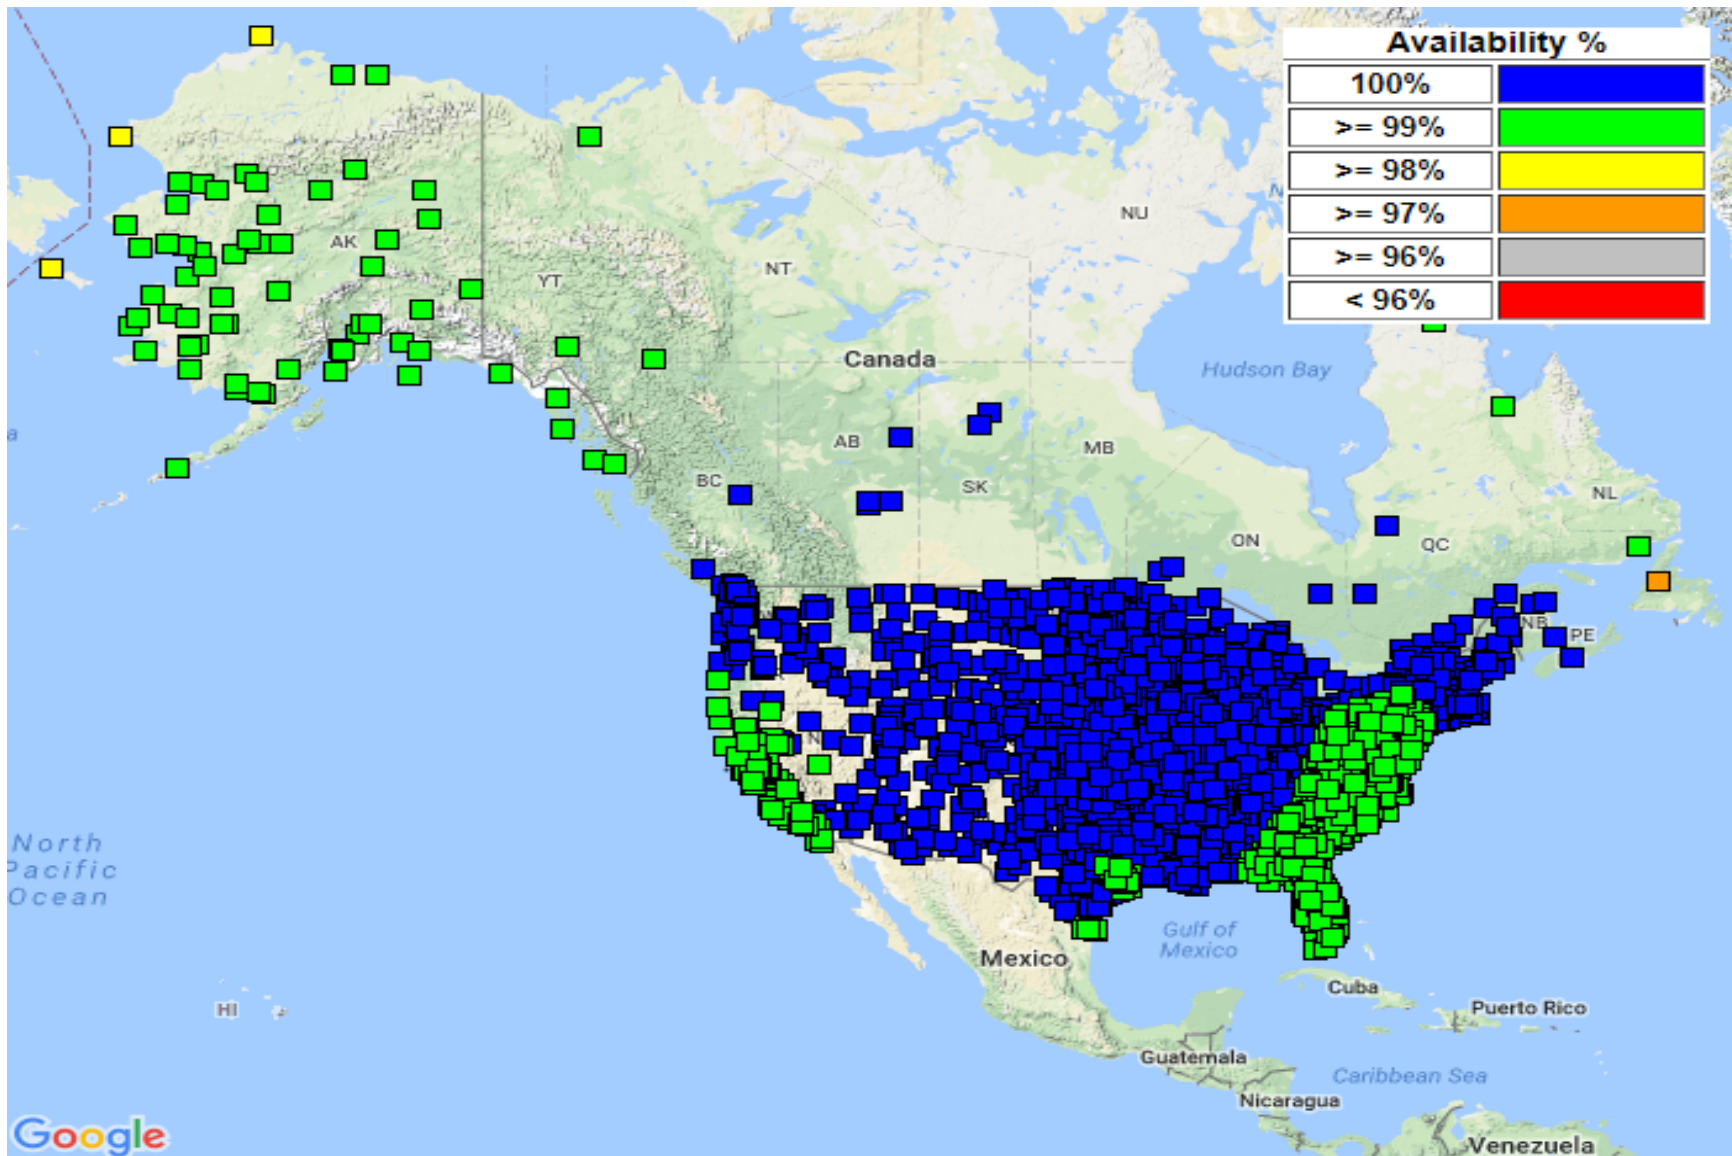 Availability %
100%
>= 99%
>= 98%
>= 97%
>= 96%
< 96%
N
NU
AK
NT
YT
Canada
Hudson Bay
AB
MB
BC
SK
NL
ON
QC
NB
PE
N
North
Pacific
Ocean
Gulf of
Mexico
Mexico
Cuba
Puerto Rico
HI
Guatemala
Caribbean Sea
Nicaragua
Google
Venezuela